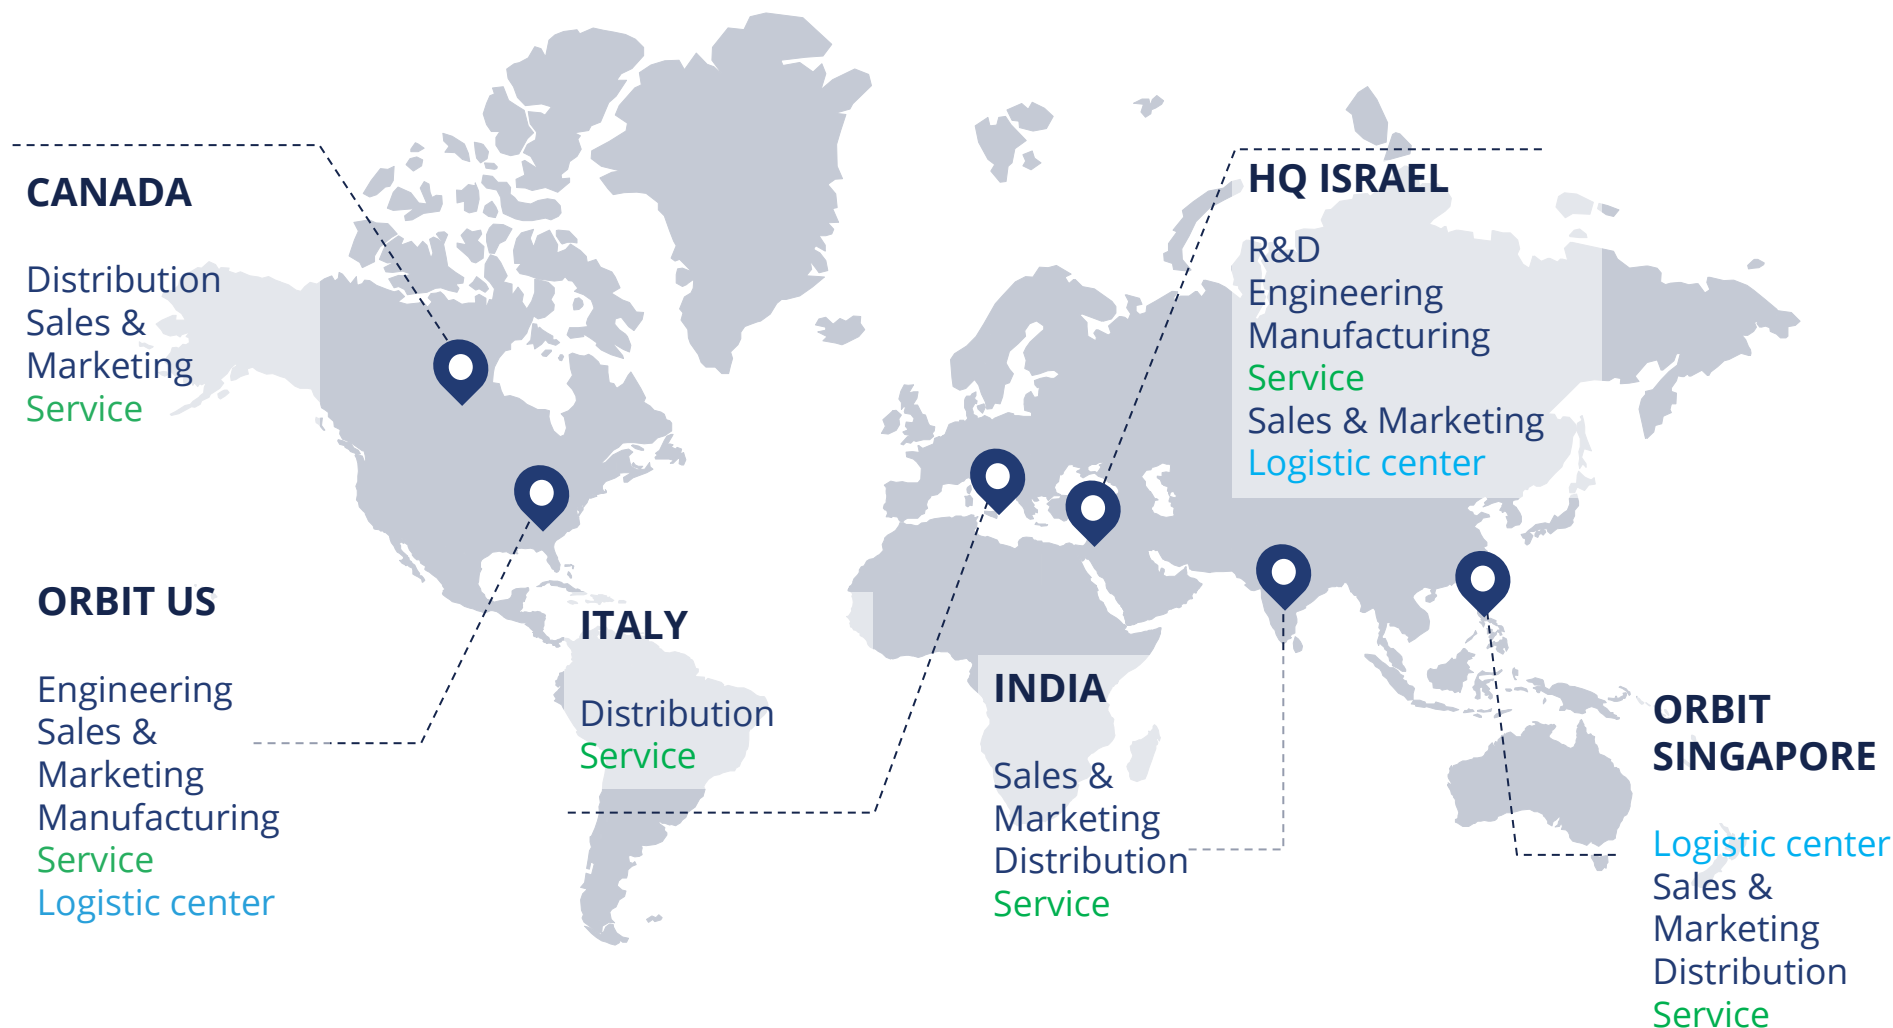 CANADA
Distribution
Sales &
Marketing
Service
HQ ISRAEL
R&D
Engineering
Manufacturing
Service
Sales & Marketing
Logistic center
ORBIT US
Engineering
Sales &
Marketing
Manufacturing
Service
Logistic center
ITALY
Distribution
Service
INDIA
Sales &
Marketing
Distribution
Service
ORBIT
SINGAPORE
Logistic center
Sales &
Marketing
Distribution
Service